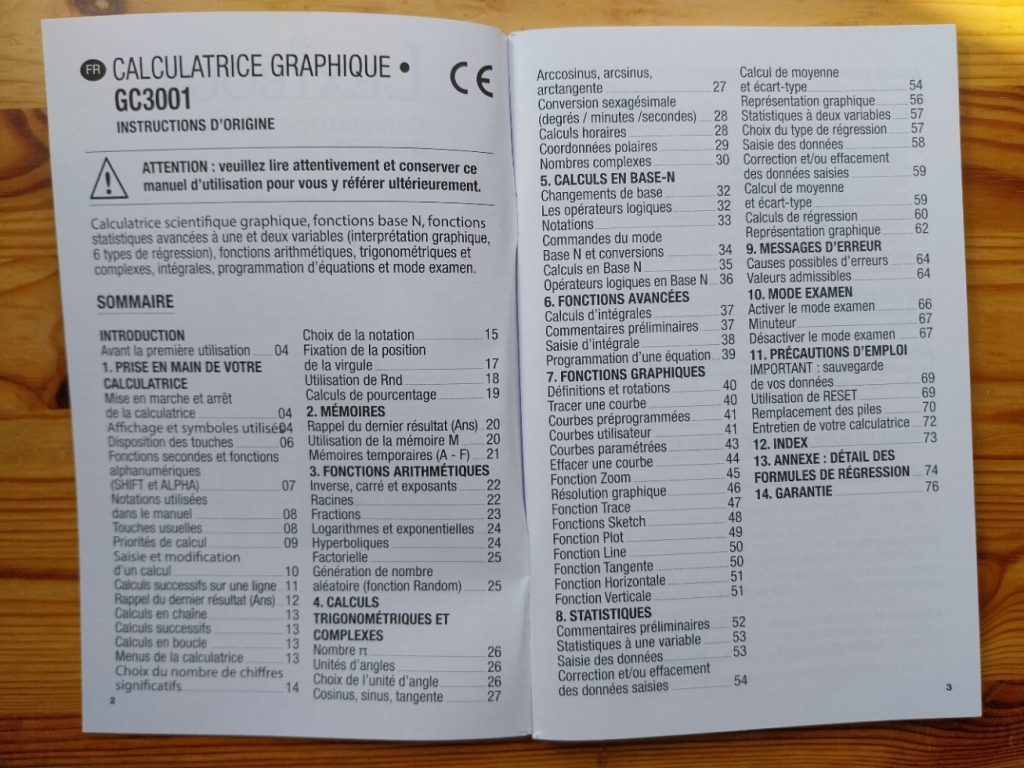 FR CALCULATRICE GRAPHIQUE •
GC3001
INSTRUCTIONS D'ORIGINE
CE
ATTENTION : veuillez lire attentivement et conserver ce
manuel d'utilisation pour vous y référer ultérieurement.
Calculatrice scientifique graphique, fonctions base N, fonctions
statistiques avancées à une et deux variables (interprétation graphique,
6 types de régression), fonctions arithmétiques, trigonométriques et
complexes, intégrales, programmation d'équations et mode examen.
SOMMAIRE
INTRODUCTION
Avant la première utilisation 04
1. PRISE EN MAIN DE VOTRE
CALCULATRICE
Mise en marche et arrêt
de la calculatrice 04
Affichage et symboles utilisés 04
Disposition des touches 06
Fonctions secondes et fonctions
alphanumériques
(SHIFT et ALPHA) 07
Notations utilisées
dans le manuel 08
Touches usuelles 08
Priorités de calcul 09
Saisie et modification
d'un calcul 10
Calculs successifs sur une ligne 11
Rappel du dernier résultat (Ans) 12
Calculs en chaîne 13
Calculs successifs 13
Calculs en boucle 13
Menus de la calculatrice 13
Choix du nombre de chiffres
significatifs 14
2
Choix de la notation 15
Fixation de la position
de la virgule 17
Utilisation de Rnd 18
Calculs de pourcentage 19
2. MÉMOIRES
Rappel du dernier résultat (Ans) 20
Utilisation de la mémoire M 20
Mémoires temporaires (A - F) 21
3. FONCTIONS ARITHMÉTIQUES
Inverse, carré et exposants 22
Racines 22
Fractions 23
Logarithmes et exponentielles 24
Hyperboliques 24
Factorielle 25
Génération de nombre
aléatoire (fonction Random) 25
4. CALCULS
TRIGONOMÉTRIQUES ET
COMPLEXES
Nombre π 26
Unités d'angles 26
Choix de l'unité d'angle 26
Cosinus, sinus, tangente 27
Arccosinus, arcsinus,
arctangente 27
Conversion sexagésimale
(degrés / minutes /secondes) 28
Calculs horaires 28
Coordonnées polaires 29
Nombres complexes 30
5. CALCULS EN BASE-N
Changements de base 32
Les opérateurs logiques 32
Notations 33
Commandes du mode
Base N et conversions 34
Calculs en Base N 35
Opérateurs logiques en Base N 36
6. FONCTIONS AVANCÉES
Calculs d'intégrales 37
Commentaires préliminaires 37
Saisie d'intégrale 38
Programmation d'une équation 39
7. FONCTIONS GRAPHIQUES
Définitions et rotations 40
Tracer une courbe 40
Courbes préprogrammées 41
Courbes utilisateur 41
Courbes paramétrées 43
Effacer une courbe 44
Fonction Zoom 45
Résolution graphique 46
Fonction Trace 47
Fonctions Sketch 48
Fonction Plot 49
Fonction Line 50
Fonction Tangente 50
Fonction Horizontale 51
Fonction Verticale 51
8. STATISTIQUES
Commentaires préliminaires 52
Statistiques à une variable 53
Saisie des données 53
Correction et/ou effacement
des données saisies 54
Calcul de moyenne
et écart-type 54
Représentation graphique 56
Statistiques à deux variables 57
Choix du type de régression 57
Saisie des données 58
Correction et/ou effacement
des données saisies 59
Calcul de moyenne
et écart-type 59
Calculs de régression 60
Représentation graphique 62
9. MESSAGES D'ERREUR
Causes possibles d'erreurs 64
Valeurs admissibles 64
10. MODE EXAMEN
Activer le mode examen 66
Minuteur 67
Désactiver le mode examen 67
11. PRÉCAUTIONS D'EMPLOI
IMPORTANT : sauvegarde
de vos données 69
Utilisation de RESET 69
Remplacement des piles 70
Entretien de votre calculatrice 72
12. INDEX 73
13. ANNEXE : DÉTAIL DES
FORMULES DE RÉGRESSION 74
14. GARANTIE 76
3